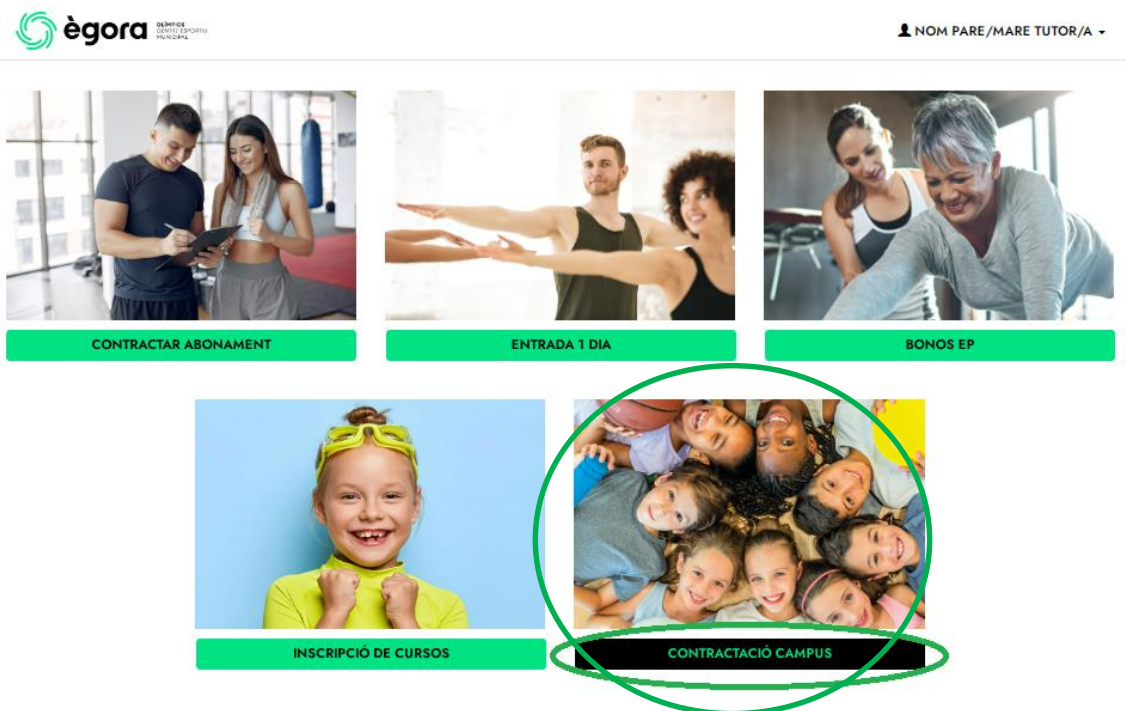 ègora OLÍMPICS
CENTRE ESPORTIU
MUNICIPAL
NOM PARE/MARE TUTOR/A
CONTRACTAR ABONAMENT
ENTRADA 1 DIA
BONOS EP
INSCRIPCIÓ DE CURSOS
CONTRACTACIÓ CAMPUS